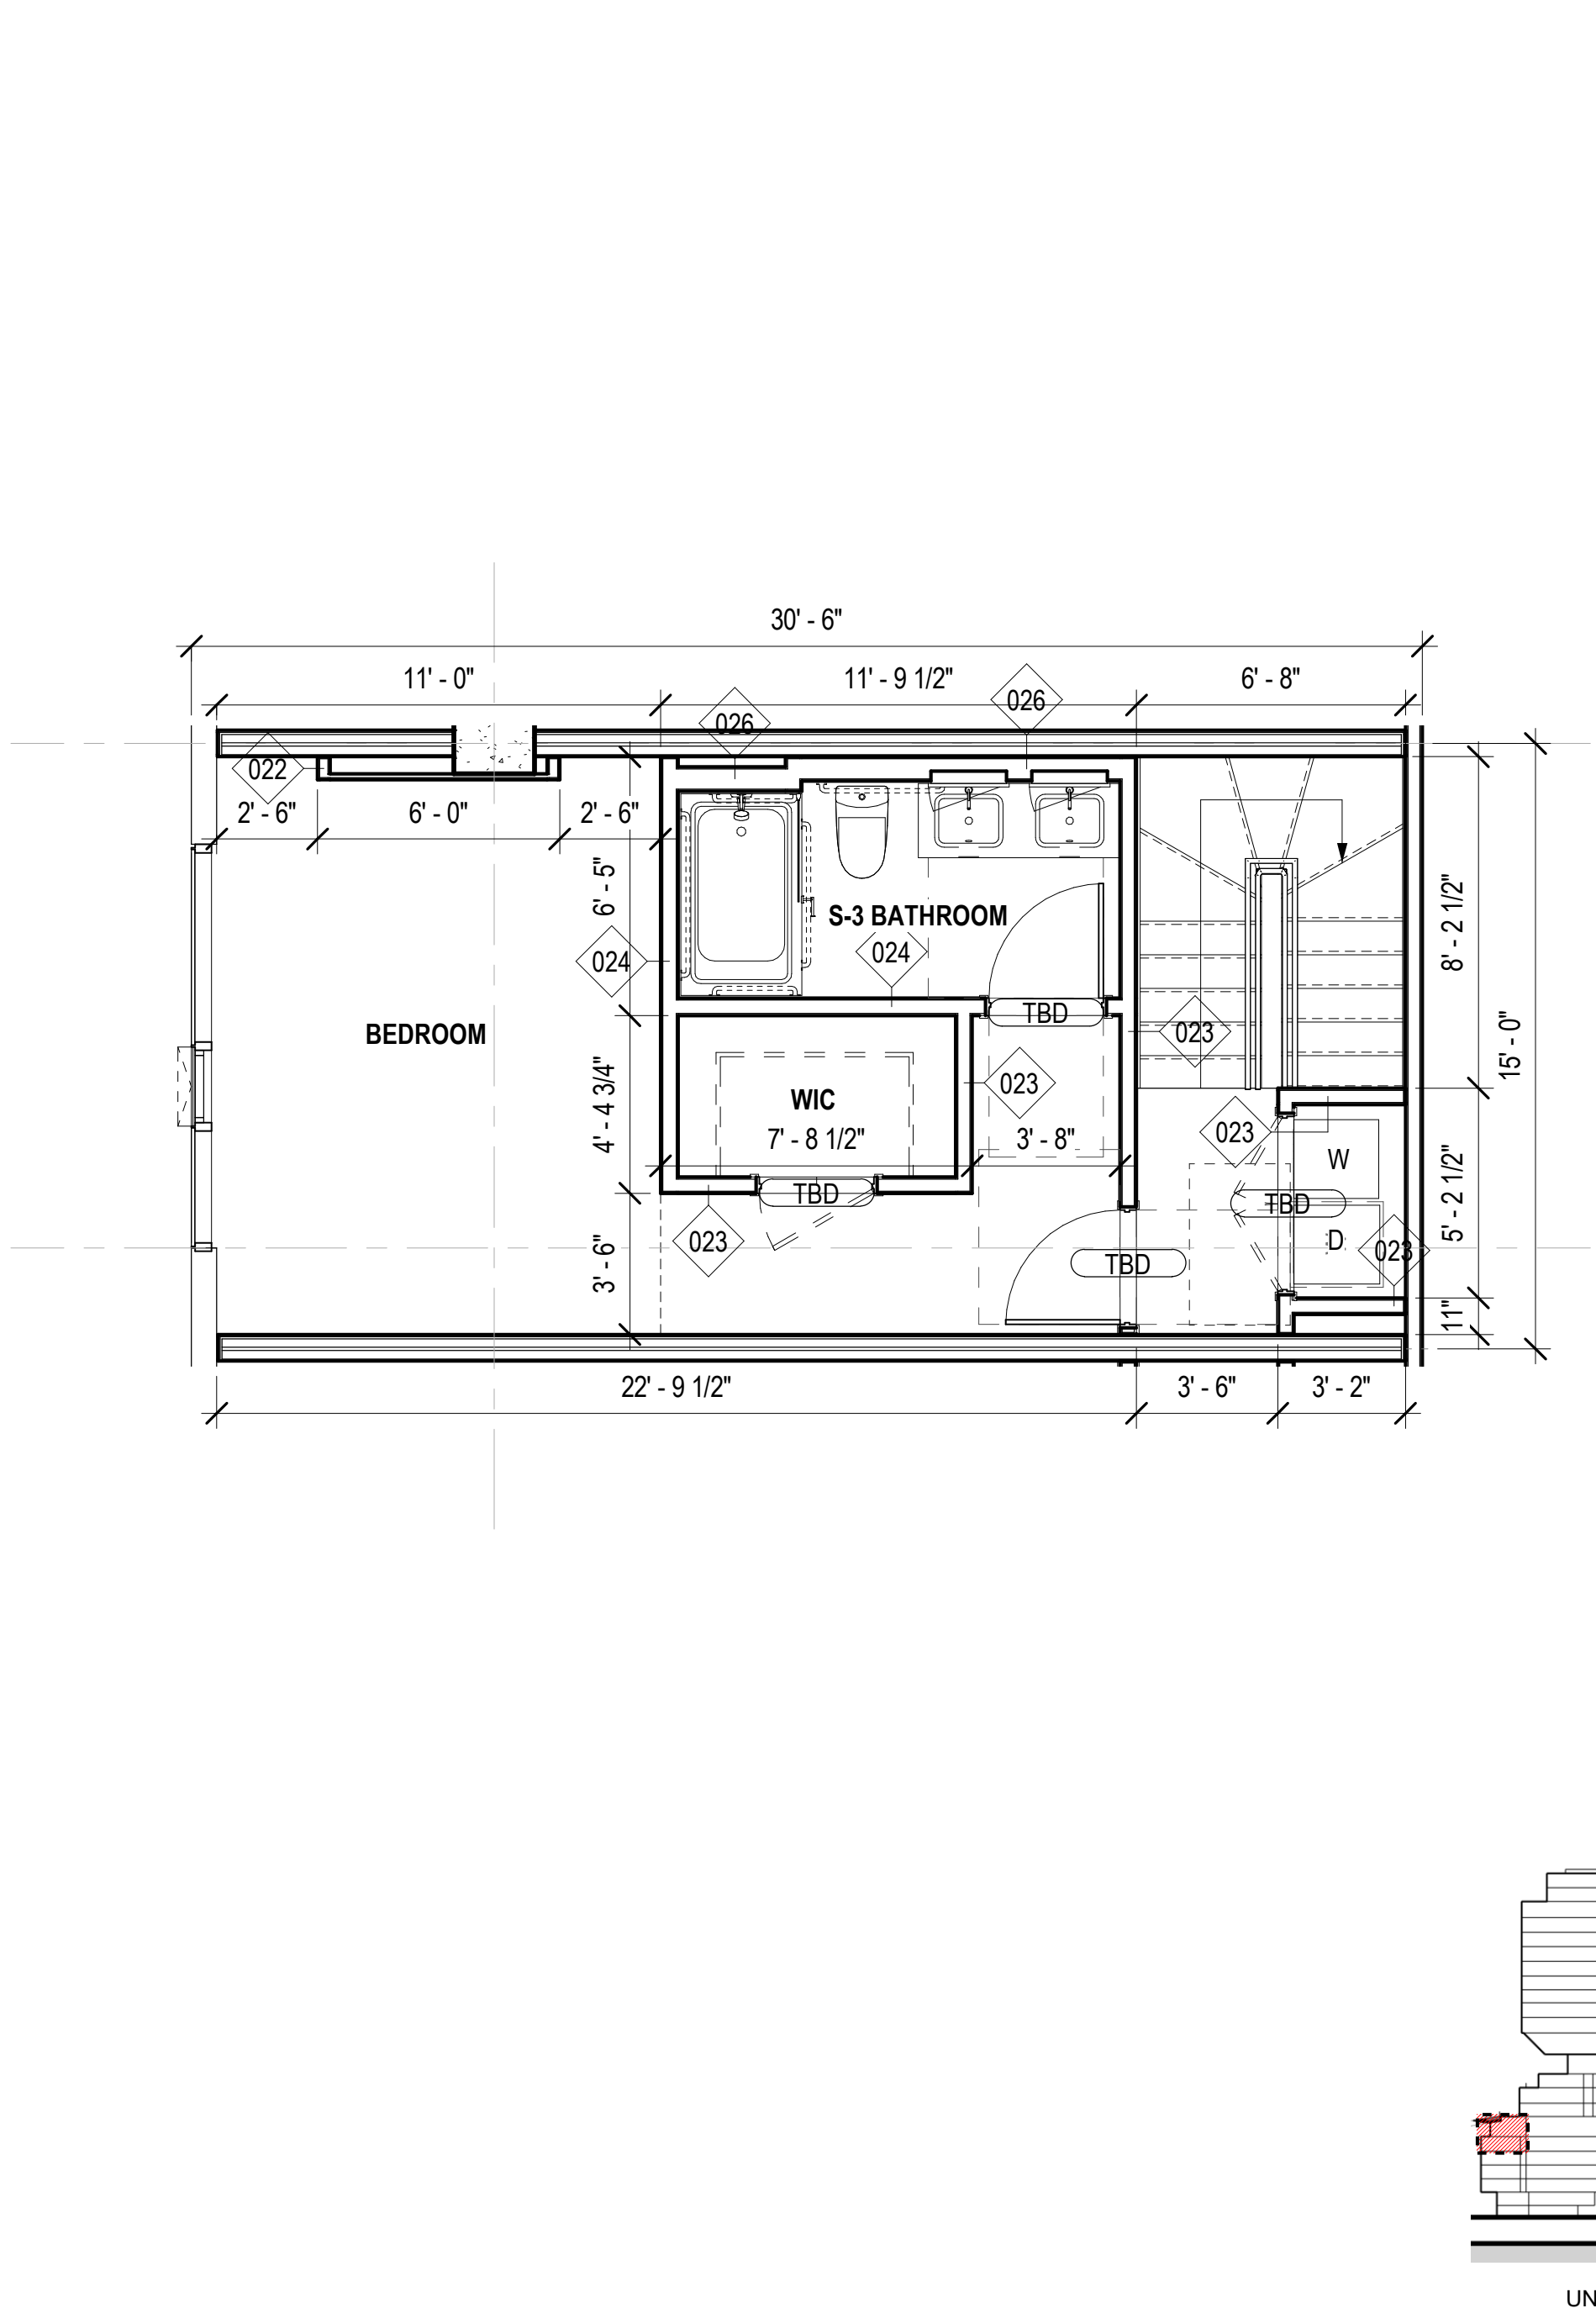 30' - 6"
11' - 0"
11' - 9 1/2"
6' - 8"
026
026
022
2' - 6"
6' - 0"
2' - 6"
6' - 5"
8' - 2 1/2"
S-3 BATHROOM
024
024
TBD
BEDROOM
023
15' - 0"
023
4' - 4 3/4"
WIC
7' - 8 1/2"
3' - 8"
023
W
TBD
TBD
5' - 2 1/2"
023
D
023
3' - 6"
TBD
11"
22' - 9 1/2"
3' - 6"
3' - 2"
UN